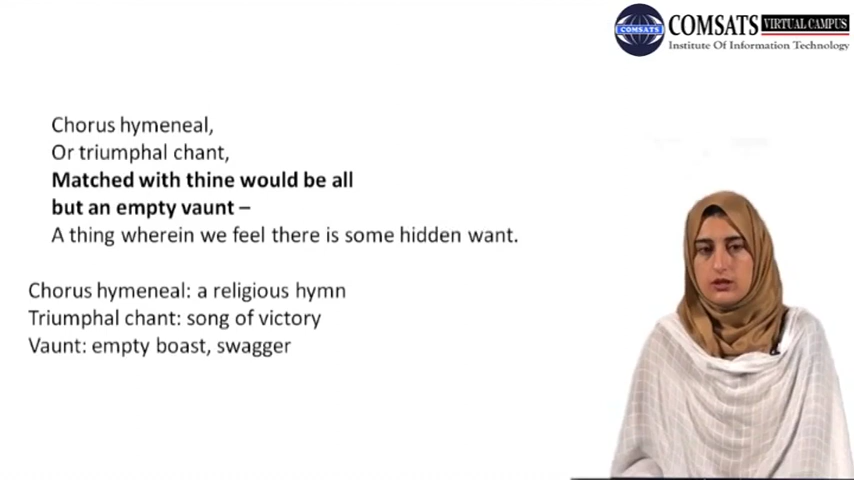 COMSATS
COMSATS VIRTUAL CAMPUS
Institute Of Information Technology
Chorus hymeneal,
Or triumphal chant,
Matched with thine would be all
but an empty vaunt –
A thing wherein we feel there is some hidden want.
Chorus hymeneal: a religious hymn
Triumphal chant: song of victory
Vaunt: empty boast, swagger